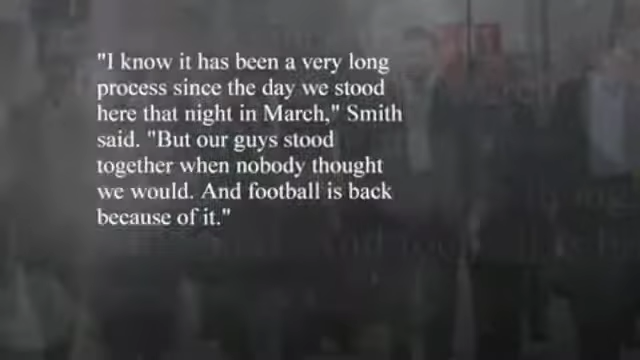 "I know it has been a very long
process since the day we stood
here that night in March," Smith
said. "But our guys stood
together when nobody thought
we would. And football is back
because of it."